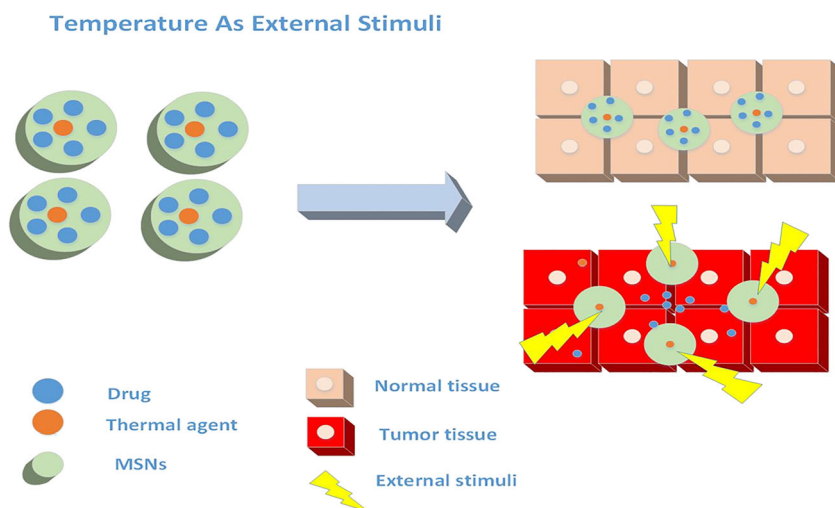 Temperature As External Stimuli
Drug
Thermal agent
MSNs
Normal tissue
Tumor tissue
External stimuli